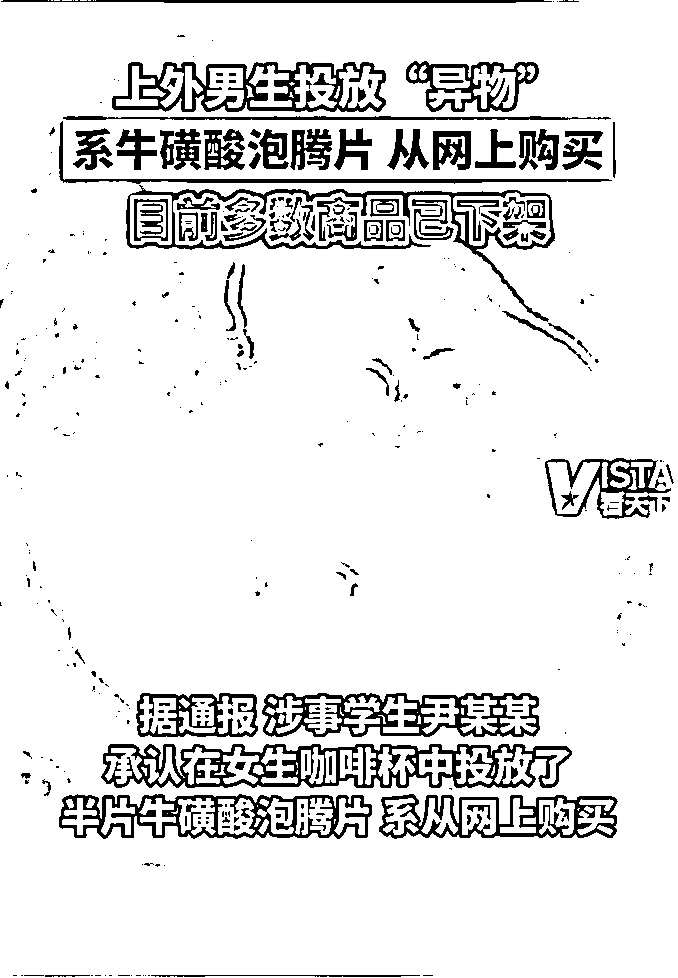 上外男生投放“异物”
系牛磺酸泡腾片 从网上购买
目前多数商品已下架
VISTA
看天下
据通报 涉事学生尹某某
承认在女生咖啡杯中投放了
半片牛磺酸泡腾片 系从网上购买